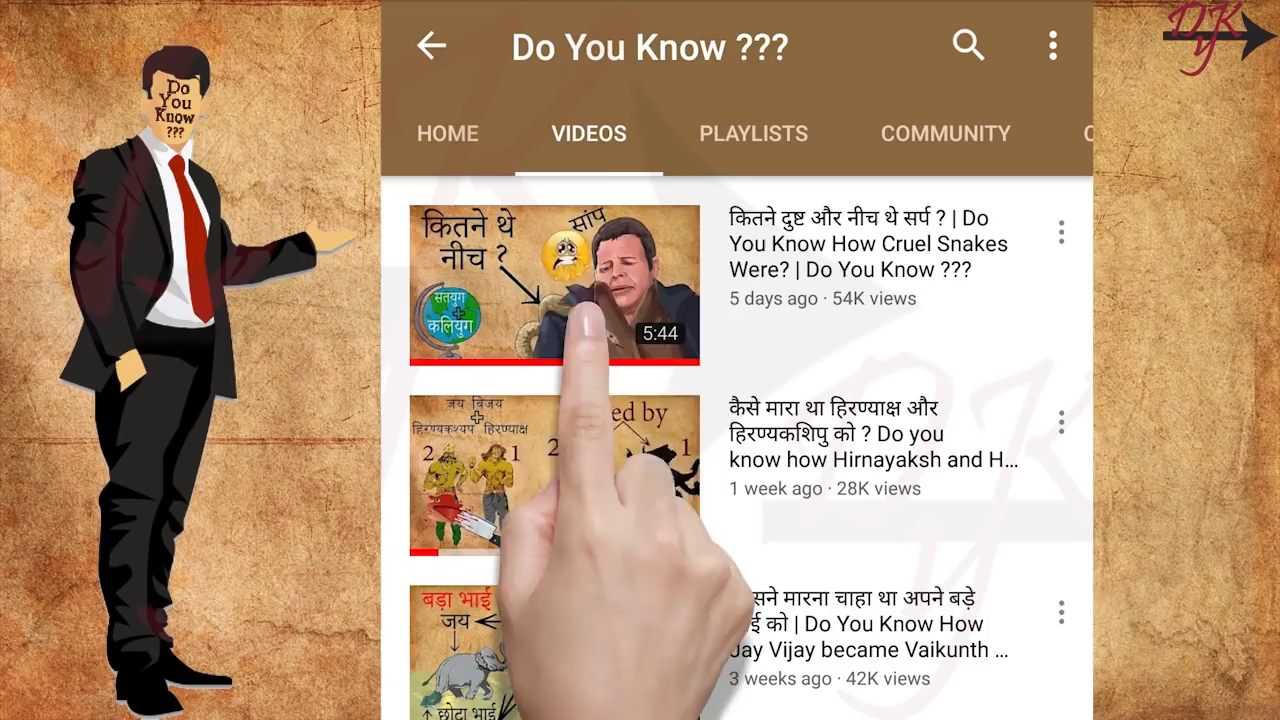 Do
You
Know
???
DYK
Do You Know ???
HOME
VIDEOS
PLAYLISTS
COMMUNITY
कितने थे
नीच ?
सांप
सतयुग
+
कलियुग
5:44
कितने दुष्ट और नीच थे सर्प ? | Do
You Know How Cruel Snakes
Were? | Do You Know ???
5 days ago · 54K views
जय विजय
+
हिरण्यकश्यप हिरण्याक्ष
2 1
ed by
2 1
कैसे मारा था हिरण्याक्ष और
हिरण्यकशिपु को ? Do you
know how Hirnayaksh and H...
1 week ago · 28K views
बड़ा भाई
जय
छोटा भाई
सने मारना चाहा था अपने बड़े
ई को | Do You Know How
Jay Vijay became Vaikunth ...
3 weeks ago · 42K views